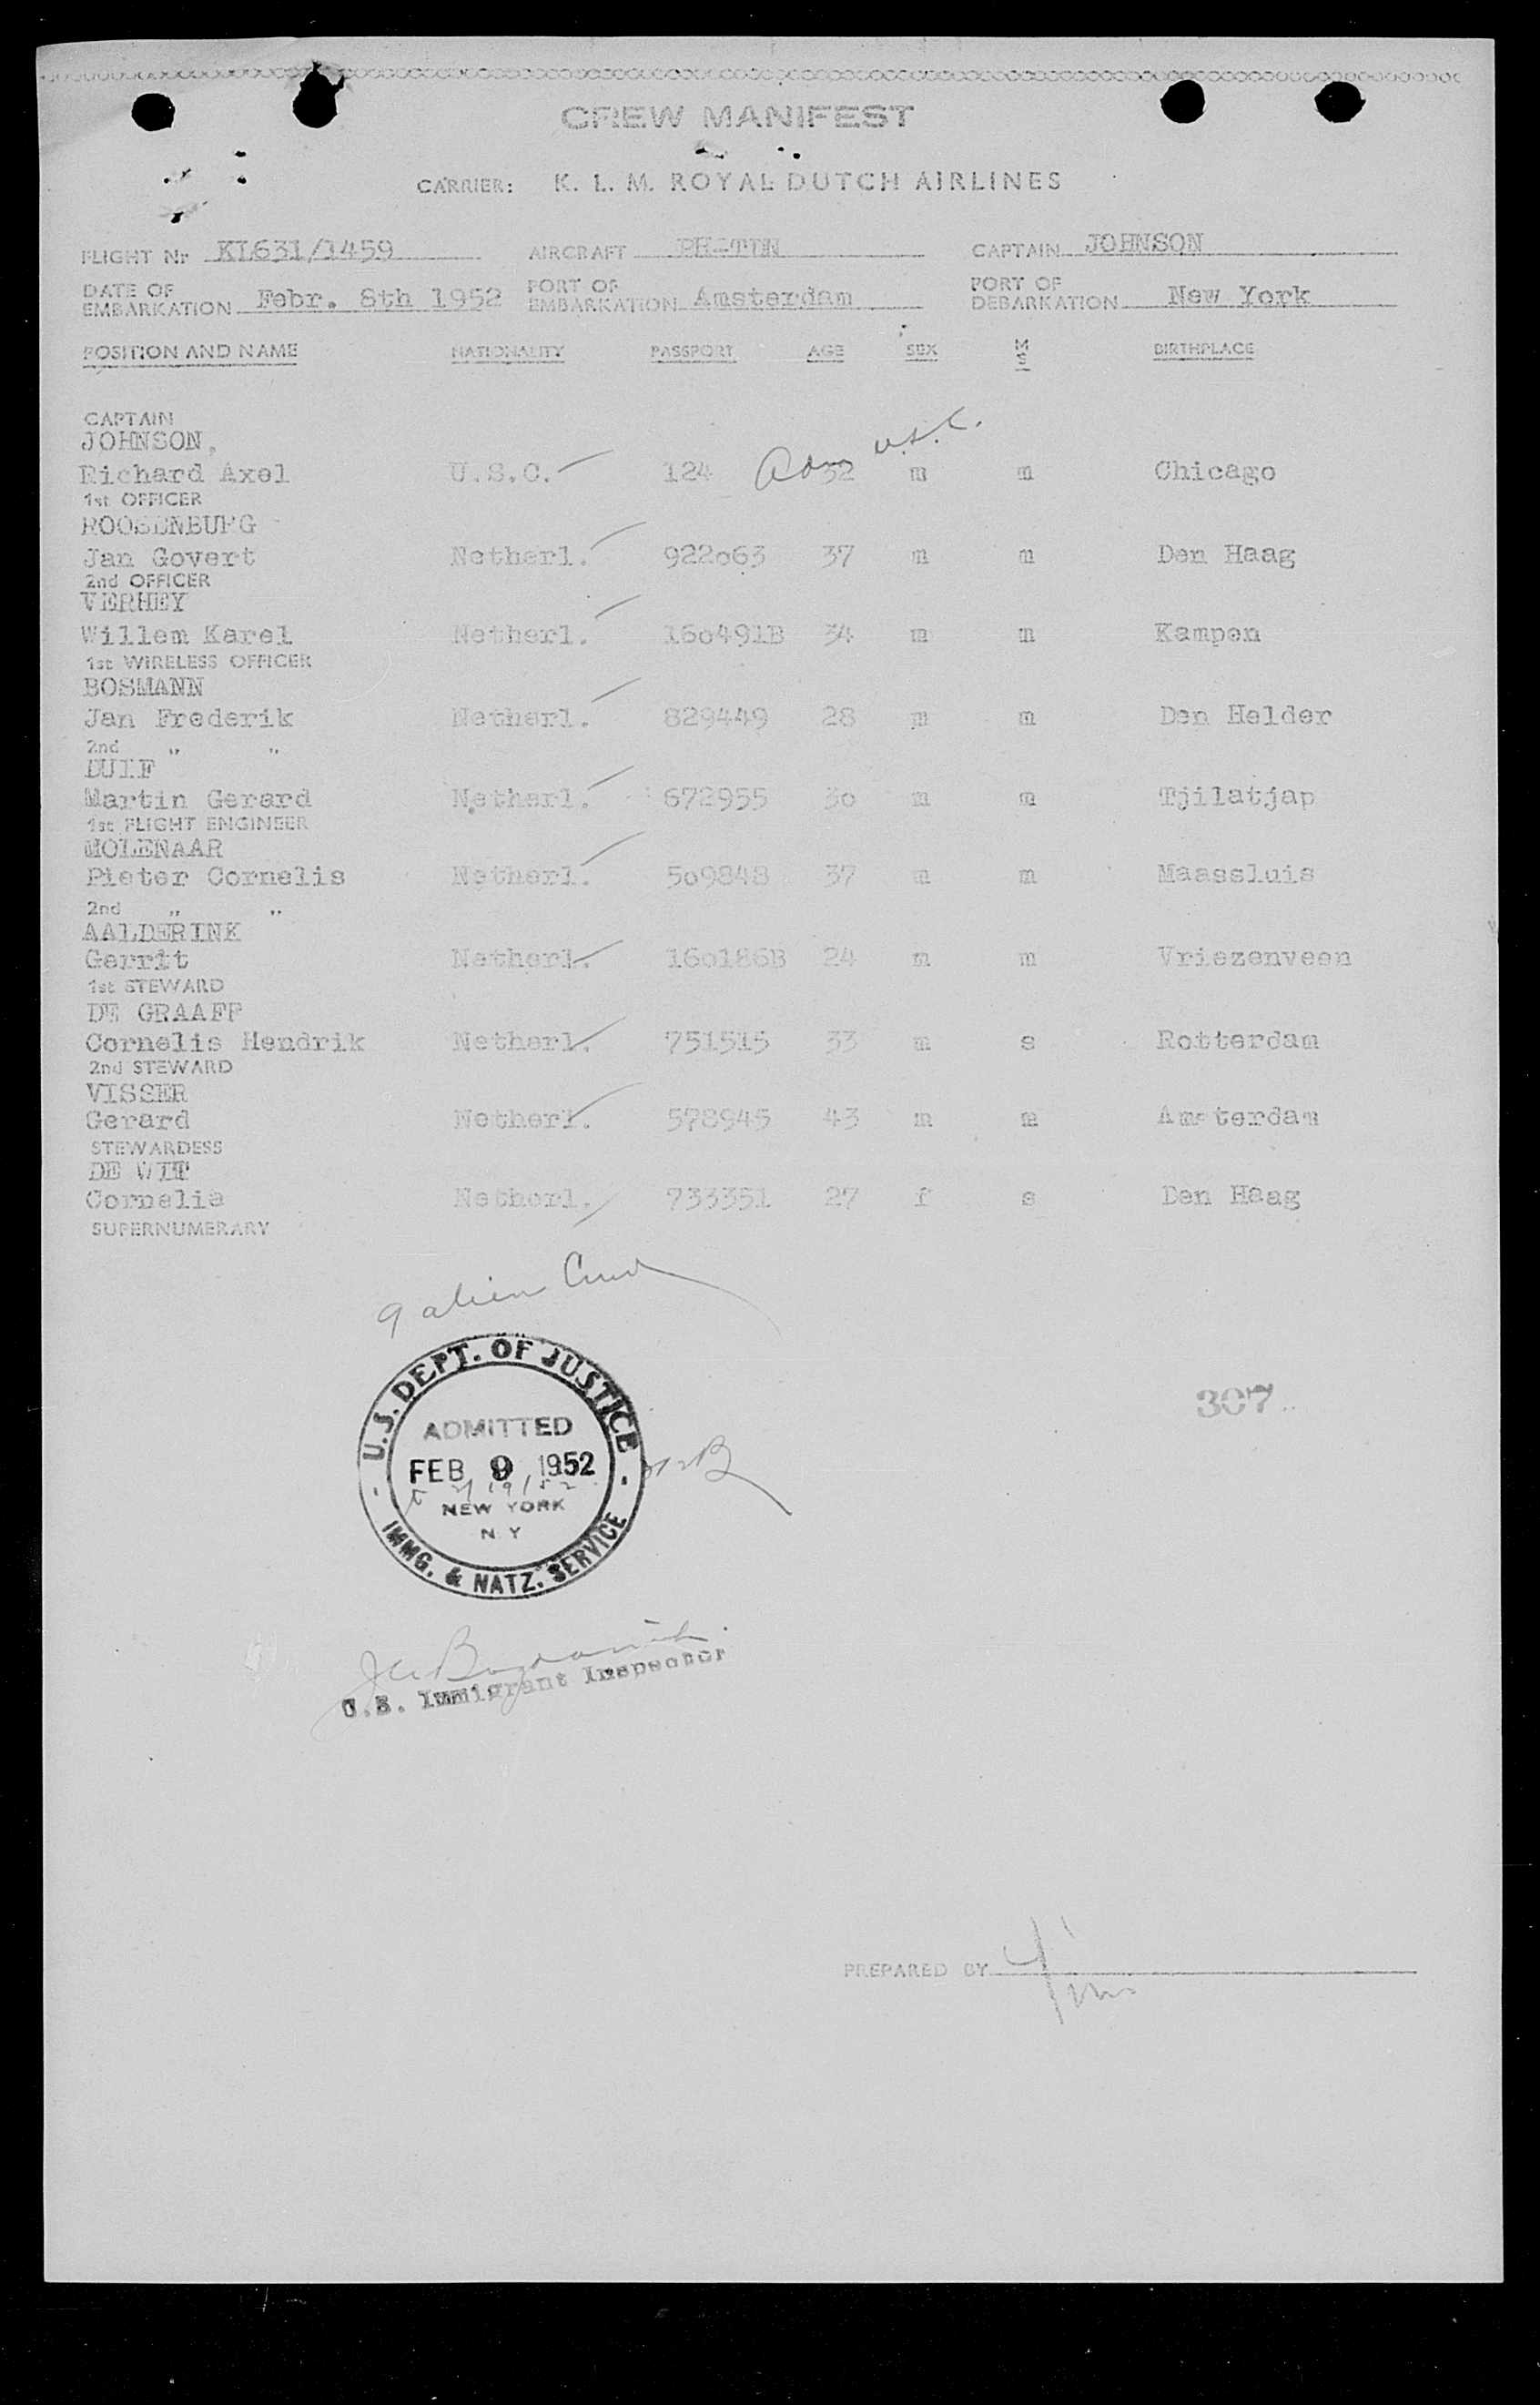 CREW MANIFEST
CARRIER: K. L. M. ROYAL DUTCH AIRLINES
FLIGHT Nr KL631/1459 AIRCRAFT PH-TIN CAPTAIN JOHNSON
DATE OF EMBARKATION Febr. 8th 1952 PORT OF EMBARKATION Amsterdam PORT OF DEBARKATION New York
POSITION AND NAME NATIONALITY PASSPORT AGE SEX M S BIRTHPLACE
CAPTAIN
JOHNSON,
Adm U.S.C.
Richard Axel U.S.C. 124 32 m m Chicago
1st OFFICER
ROOSENBURG
Jan Govert Netherl. 922o63 37 m m Den Haag
2nd OFFICER
VERHEY
Willem Karel Netherl. 16o491B 34 m m Kampen
1st WIRELESS OFFICER
BOSMANN
Jan Frederik Netherl. 829449 28 m m Den Helder
2nd " "
DUIF
Martin Gerard Netherl. 672955 3o m m Tjilatjap
1st FLIGHT ENGINEER
MOLENAAR
Pieter Cornelis Netherl. 5o9848 37 m m Maassluis
2nd " "
AALDERINK
Gerrit Netherl. 16o186B 24 m m Vriezenveen
1st STEWARD
DE GRAAFF
Cornelis Hendrik Netherl. 751515 33 m s Rotterdam
2nd STEWARD
VISSER
Gerard Netherl. 578945 43 m m Amsterdam
STEWARDESS
DE WIT
Cornelia Netherl. 733351 27 f s Den Haag
SUPERNUMERARY
9 alien Crew
U.S. DEPT. OF JUSTICE
ADMITTED
FEB 9 1952
NEW YORK
N Y
IMMG. & NATZ. SERVICE
307
U.S. Immigrant Inspector
PREPARED BY